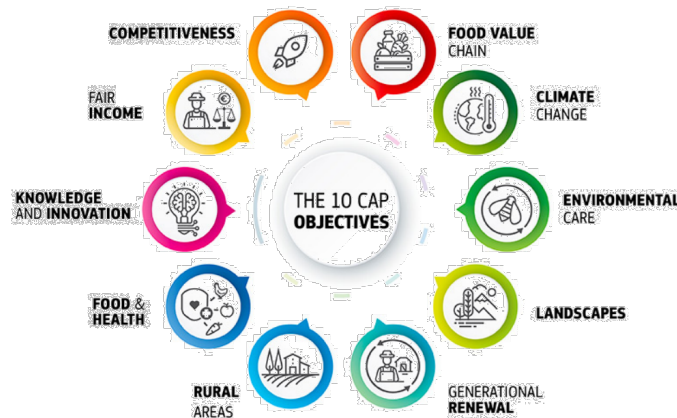 COMPETITIVENESS
FOOD VALUE
CHAIN
FAIR
INCOME
CLIMATE
CHANGE
KNOWLEDGE
AND INNOVATION
THE 10 CAP
OBJECTIVES
ENVIRONMENTAL
CARE
FOOD &
HEALTH
LANDSCAPES
RURAL
AREAS
GENERATIONAL
RENEWAL